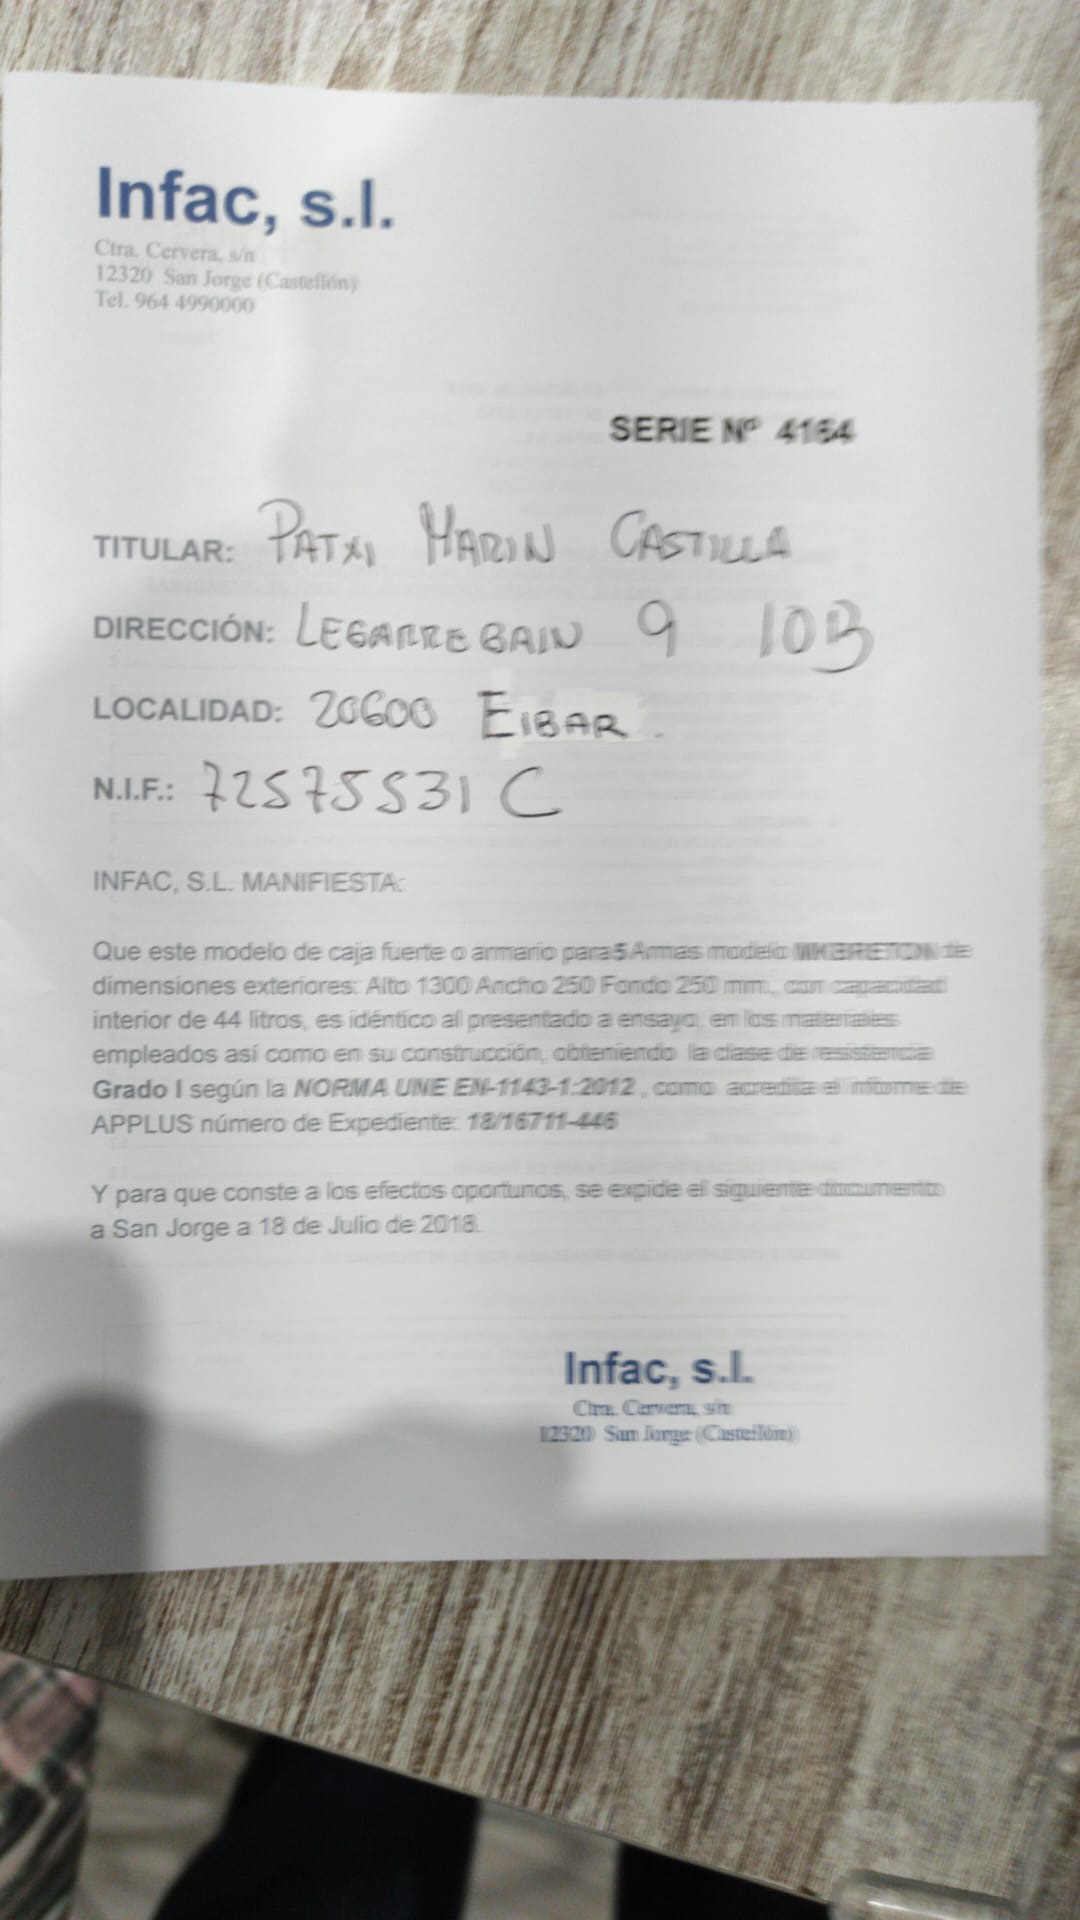 Infac, s.l.
Ctra. Cervera, s/n
12320 San Jorge (Castellón)
Tel. 964 4990000
SERIE Nº 4164
TITULAR: PATXI MARIN CASTILLA
DIRECCIÓN: LEGARREBAIN 9 10B
LOCALIDAD: 20600 EIBAR.
N.I.F.: 72575531 C
INFAC, S.L. MANIFIESTA:
Que este modelo de caja fuerte o armario para 5 Armas modelo de
dimensiones exteriores: Alto 1300 Ancho 250 Fondo 250 mm., con capacidad
interior de 44 litros, es idéntico al presentado a ensayo, en los materiales
empleados así como en su construcción, obteniendo la clase de resistencia
Grado I según la NORMA UNE EN-1143-1:2012, como acredita el informe de
APPLUS número de Expediente: 18/16711-446
Y para que conste a los efectos oportunos, se expide el siguiente documento
a San Jorge a 18 de Julio de 2018.
Infac, s.l.
Ctra. Cervera, s/n
12320 San Jorge (Castellón)